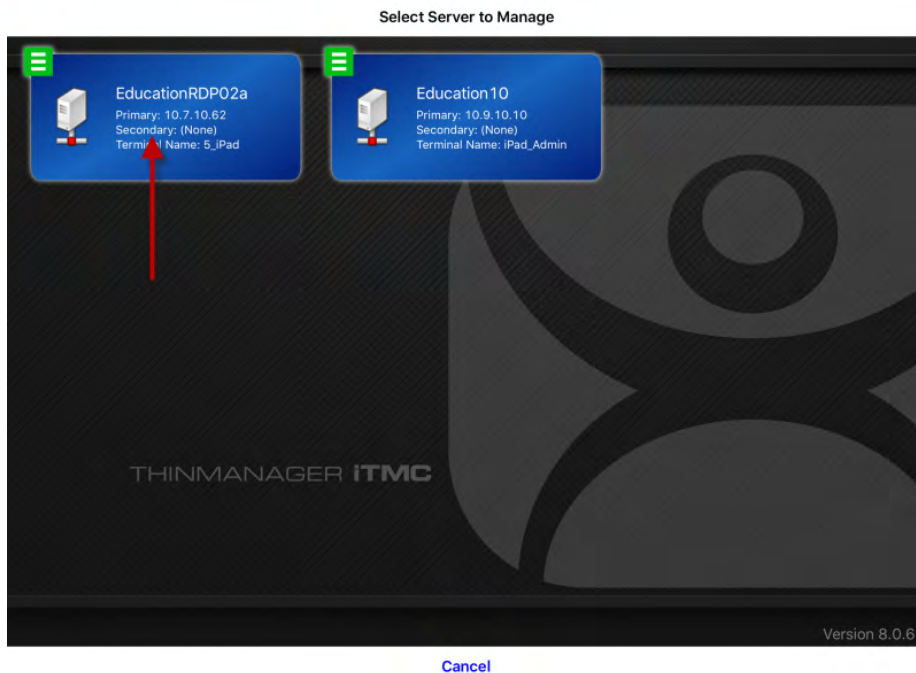 Select Server to Manage
EducationRDP02a
Primary: 10.7.10.62
Secondary: (None)
Terminal Name: 5_iPad
Education10
Primary: 10.9.10.10
Secondary: (None)
Terminal Name: iPad_Admin
THINMANAGER iTMC
Version 8.0.6
Cancel